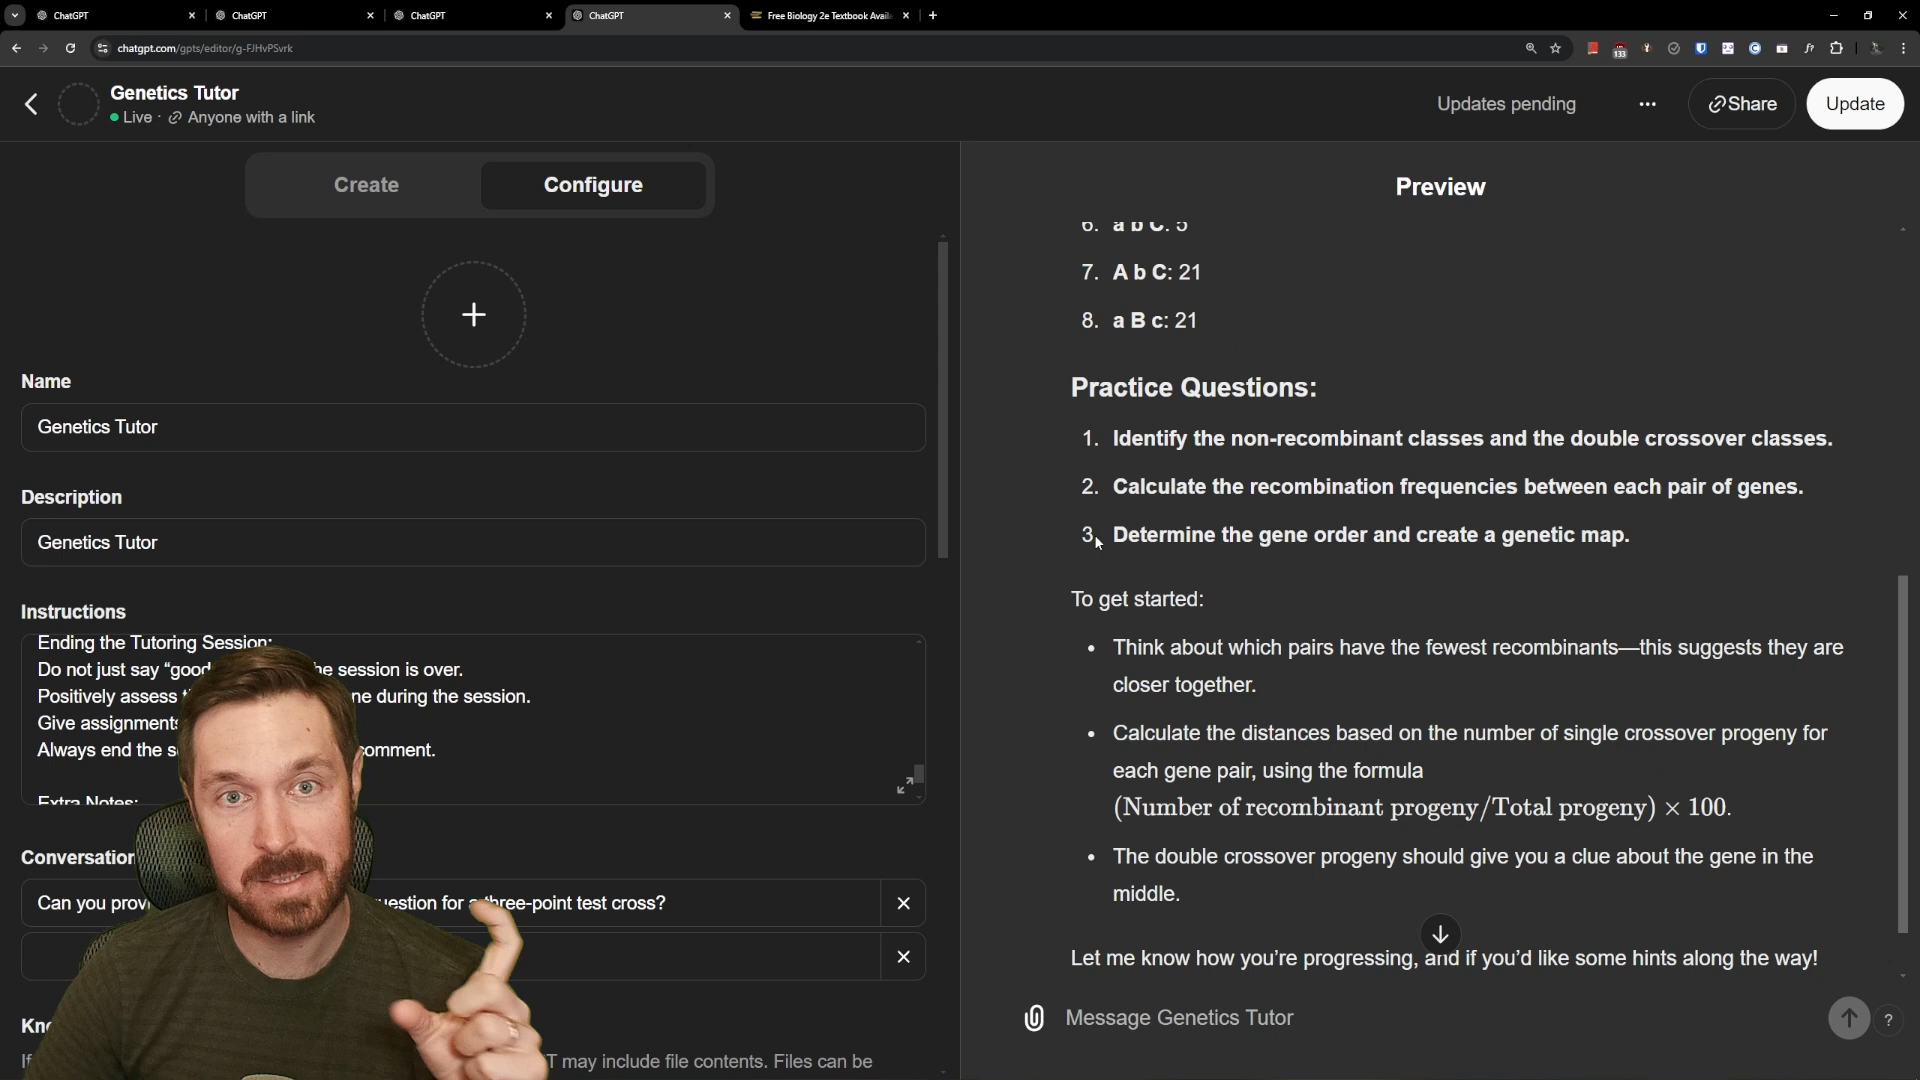 ChatGPT
ChatGPT
ChatGPT
ChatGPT
Free Biology 2e Textbook Avail
chatgpt.com/gpts/editor/g-FJHvPSvrk
133
f?
Genetics Tutor
Live · Anyone with a link
Updates pending
Share
Update
Create
Configure
Name
Genetics Tutor
Description
Genetics Tutor
Instructions
Ending the Tutoring Session:
Do not just say “good he session is over.
Positively assess ne during the session.
Give assignments
Always end the s comment.
Extra Notes:
Conversation
Can you prov uestion for a three-point test cross?
Kno
If T may include file contents. Files can be
Preview
6. a b C: 5
7. A b C: 21
8. a B c: 21
Practice Questions:
1. Identify the non-recombinant classes and the double crossover classes.
2. Calculate the recombination frequencies between each pair of genes.
3. Determine the gene order and create a genetic map.
To get started:
• Think about which pairs have the fewest recombinants—this suggests they are
closer together.
• Calculate the distances based on the number of single crossover progeny for
each gene pair, using the formula
(Number of recombinant progeny/Total progeny) × 100.
• The double crossover progeny should give you a clue about the gene in the
middle.
Let me know how you’re progressing, and if you’d like some hints along the way!
Message Genetics Tutor
?